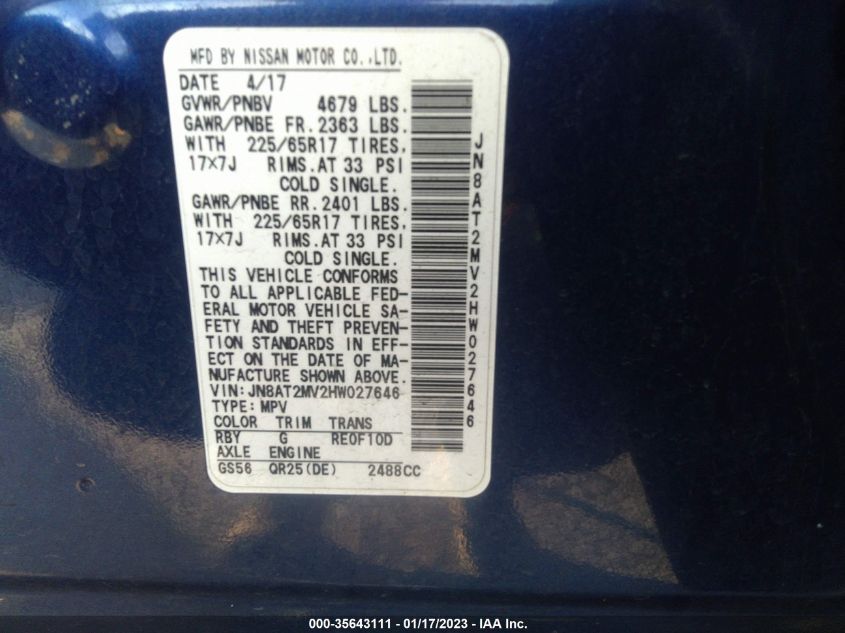 MFD BY NISSAN MOTOR CO.,LTD.
DATE 4/17
GVWR/PNBV 4679 LBS.
GAWR/PNBE FR. 2363 LBS.
WITH 225/65R17 TIRES,
17X7J RIMS. AT 33 PSI
COLD SINGLE.
GAWR/PNBE RR. 2401 LBS.
WITH 225/65R17 TIRES,
17X7J RIMS. AT 33 PSI
COLD SINGLE.
THIS VEHICLE CONFORMS
TO ALL APPLICABLE FED-
ERAL MOTOR VEHICLE SA-
FETY AND THEFT PREVEN-
TION STANDARDS IN EFF-
ECT ON THE DATE OF MA-
NUFACTURE SHOWN ABOVE.
VIN:JN8AT2MV2HW027646
TYPE:MPV
COLOR TRIM TRANS
RBY G RE0F10D
AXLE ENGINE
GS56 QR25(DE) 2488CC
JN8AT2MV2HW027646
000-35643111 - 01/17/2023 - IAA Inc.